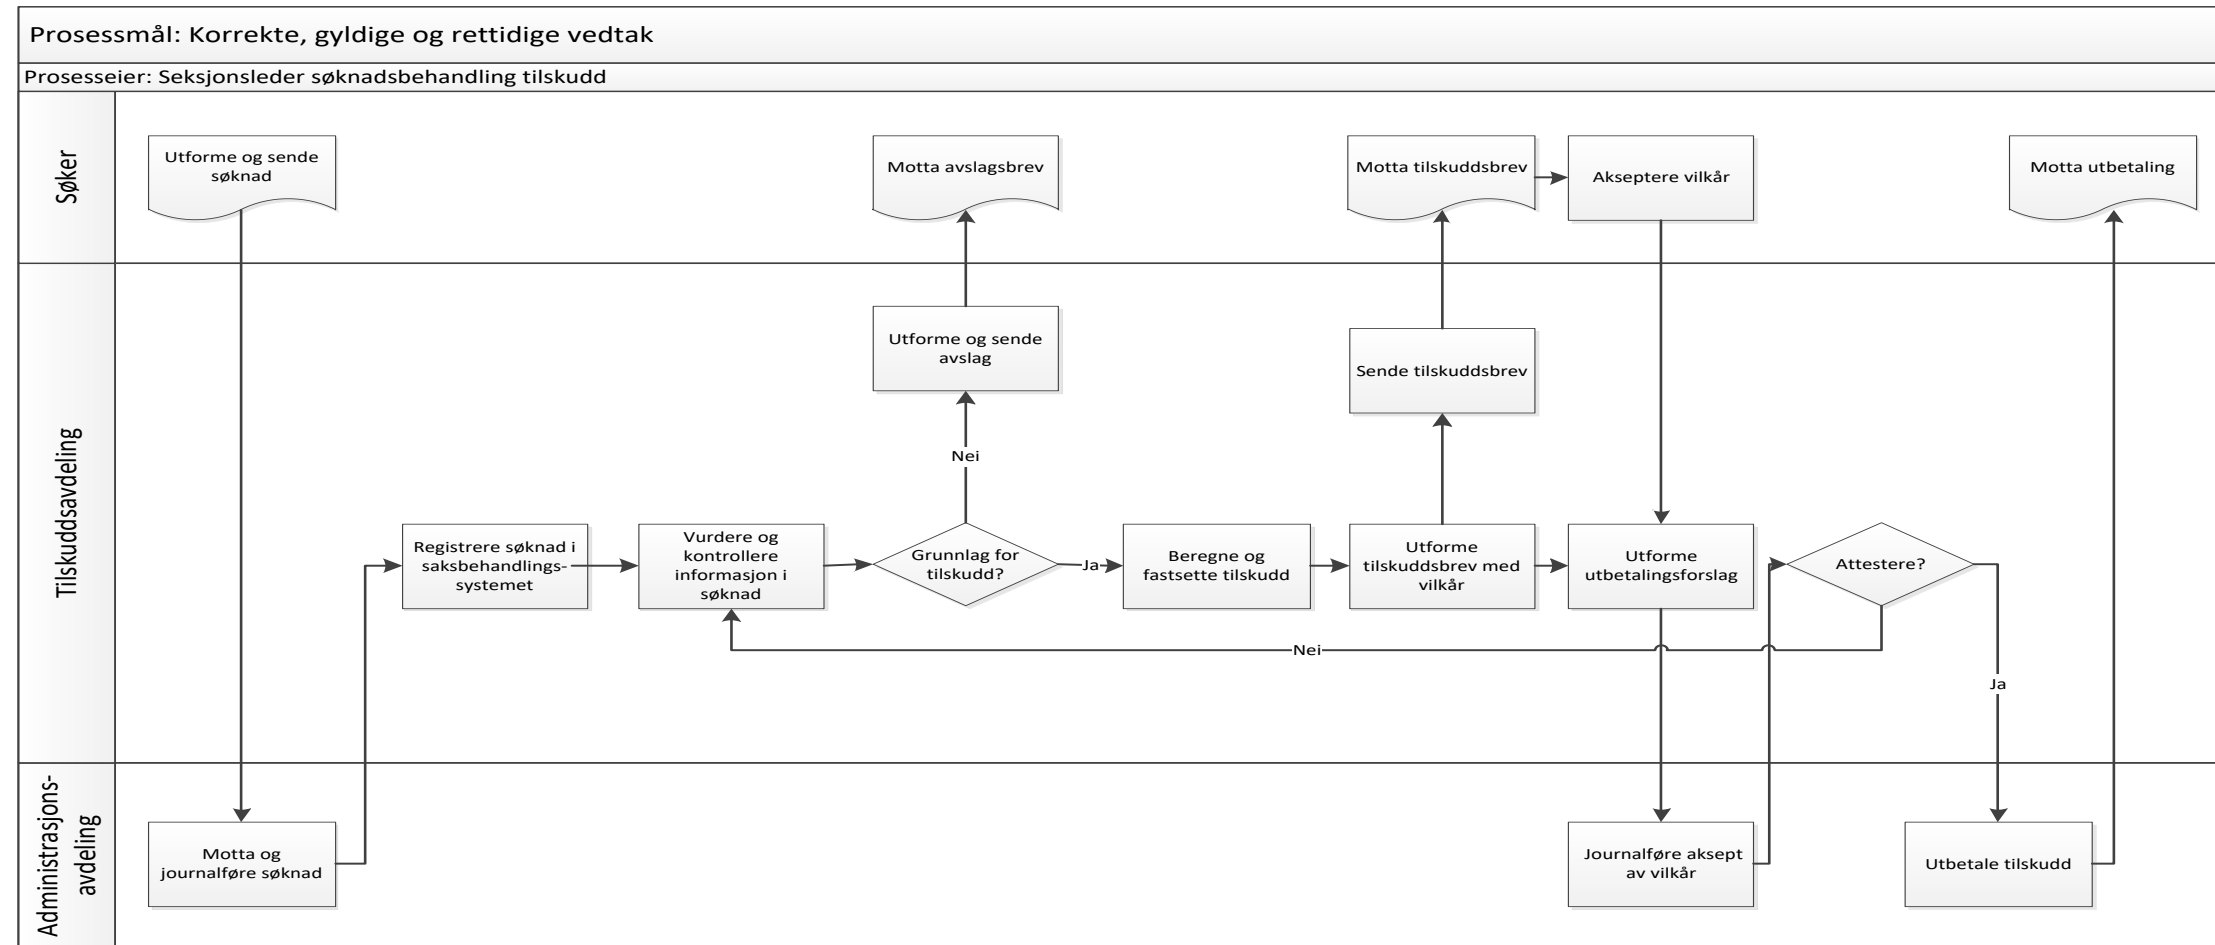 Prosessmål: Korrekte, gyldige og rettidige vedtak
Prosesseier: Seksjonsleder søknadsbehandling tilskudd
Søker
Utforme og sende
søknad
Motta avslagsbrev
Motta tilskuddsbrev
Akseptere vilkår
Motta utbetaling
Tilskuddsavdeling
Utforme og sende
avslag
Sende tilskuddsbrev
Nei
Registrere søknad i
saksbehandlings-
systemet
Vurdere og
kontrollere
informasjon i
søknad
Grunnlag for
tilskudd?
Ja
Beregne og
fastsette tilskudd
Utforme
tilskuddsbrev med
vilkår
Utforme
utbetalingsforslag
Attestere?
Nei
Ja
Administrasjons-
avdeling
Motta og
journalføre søknad
Journalføre aksept
av vilkår
Utbetale tilskudd